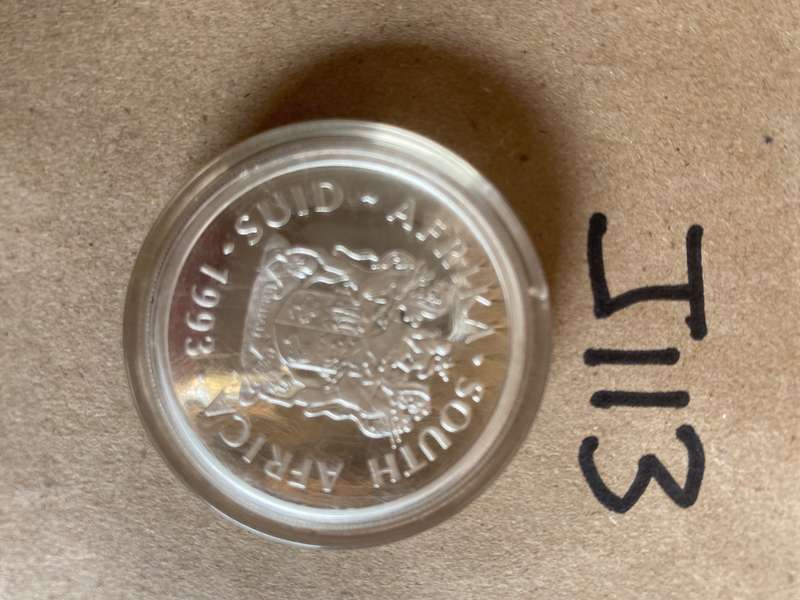 SUID-AFRIKA · SOUTH AFRICA
· 1993
J113